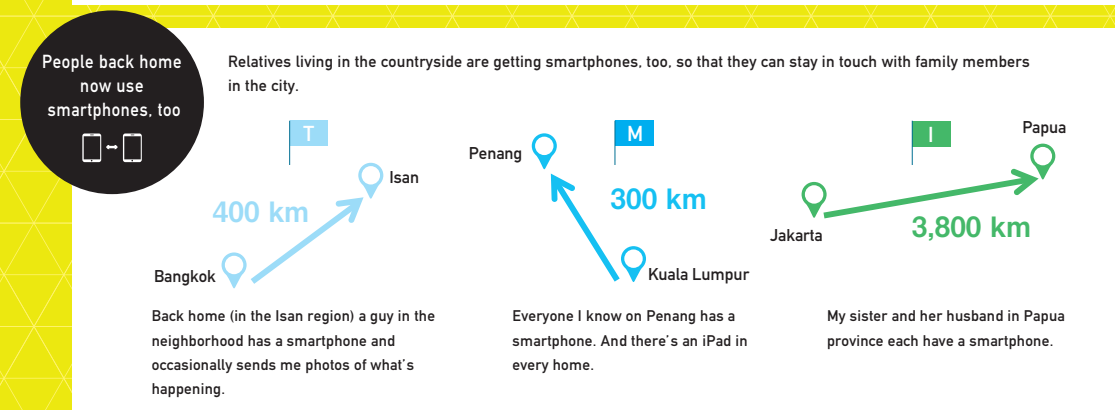 People back home
now use
smartphones, too
Relatives living in the countryside are getting smartphones, too, so that they can stay in touch with family members
in the city.
T
Isan
400 km
Bangkok
Back home (in the Isan region) a guy in the
neighborhood has a smartphone and
occasionally sends me photos of what's
happening.
M
Penang
300 km
Kuala Lumpur
Everyone I know on Penang has a
smartphone. And there's an iPad in
every home.
I
Papua
Jakarta
3,800 km
My sister and her husband in Papua
province each have a smartphone.